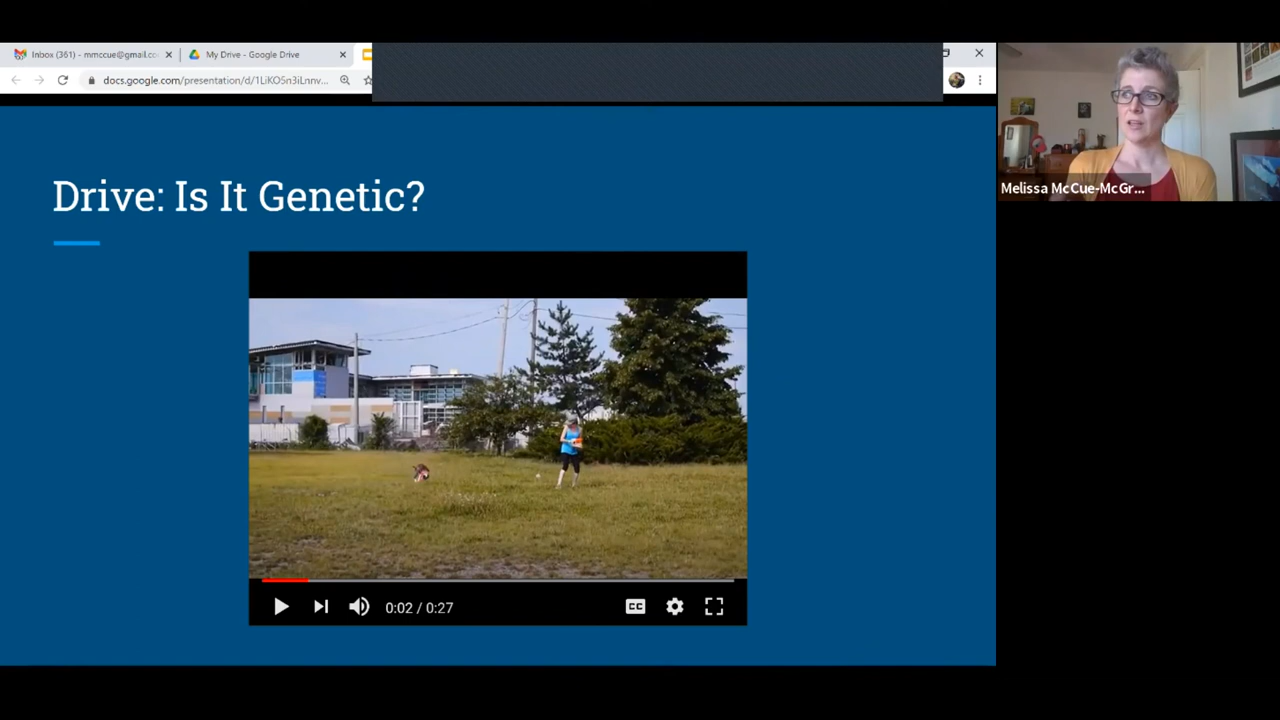 Inbox (361) - mmccue@gmail.cc
My Drive - Google Drive
docs.google.com/presentation/d/1LiKO5n3iLnnv...
Melissa McCue-McGr...
Drive: Is It Genetic?
0:02 / 0:27
CC